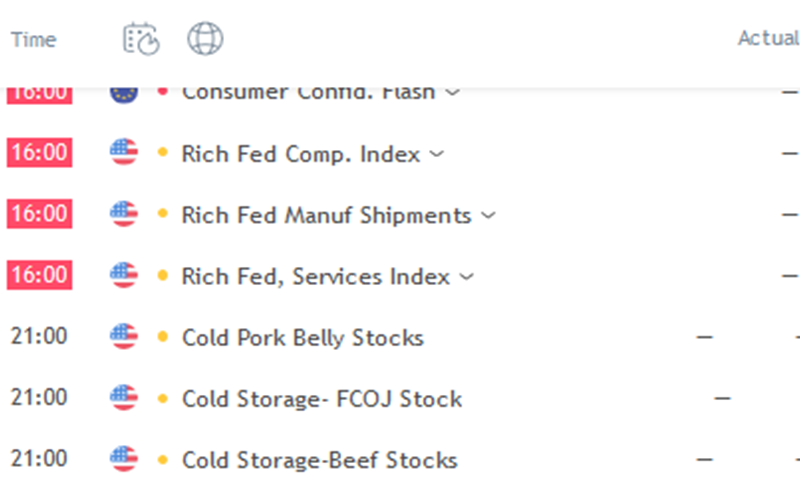 Time Actual
16:00 Consumer Confid. Flash –
16:00 Rich Fed Comp. Index –
16:00 Rich Fed Manuf Shipments –
16:00 Rich Fed, Services Index –
21:00 Cold Pork Belly Stocks – -
21:00 Cold Storage- FCOJ Stock –
21:00 Cold Storage-Beef Stocks – -